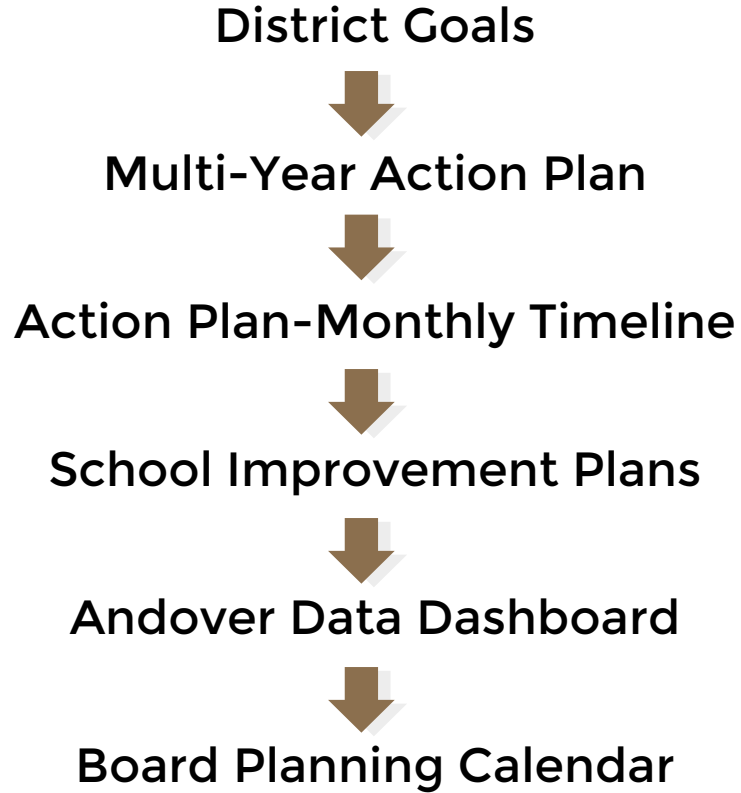 District Goals
Multi-Year Action Plan
Action Plan-Monthly Timeline
School Improvement Plans
Andover Data Dashboard
Board Planning Calendar